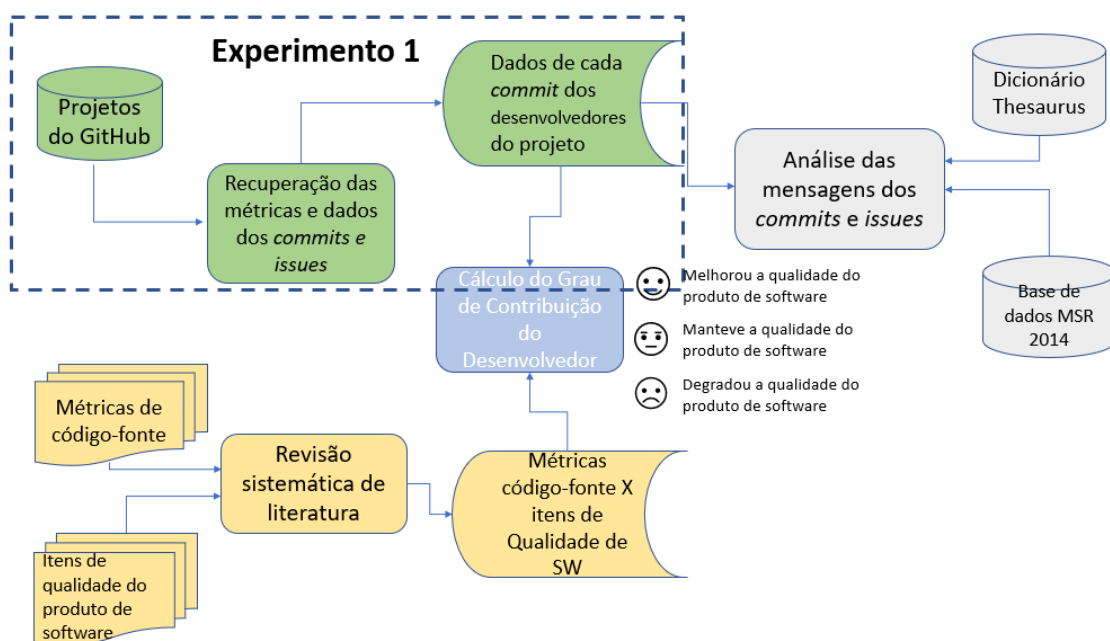 Experimento 1
Projetos
do GitHub
Recuperação das
métricas e dados
dos commits e
issues
Dados de cada
commit dos
desenvolvedores
do projeto
Dicionário
Thesaurus
Análise das
mensagens dos
commits e issues
Base de
dados MSR
2014
Cálculo do Grau
de Contribuição
do
Desenvolvedor
Melhorou a qualidade do
produto de software
Manteve a qualidade do
produto de software
Degradou a qualidade do
produto de software
Métricas de
código-fonte
Revisão
sistemática de
literatura
Métricas
código-fonte X
itens de
Qualidade de
SW
Itens de
qualidade do
produto de
software